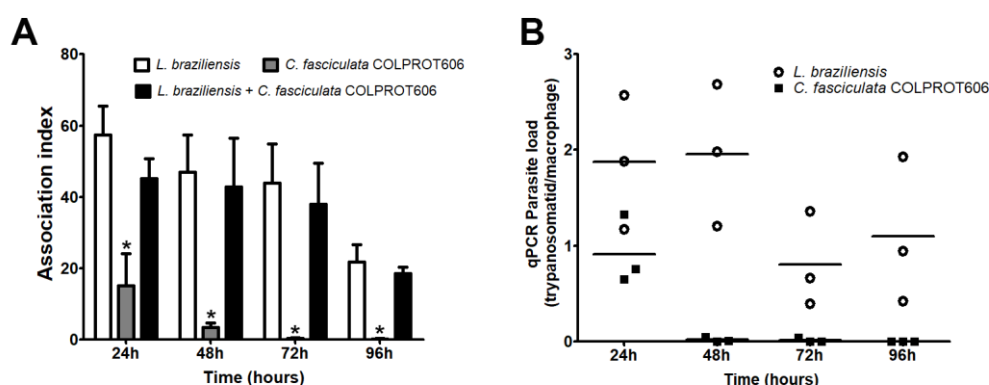 A
80
60
40
20
0
Association index
L. braziliensis
C. fasciculata COLPROT606
L. braziliensis + C. fasciculata COLPROT606
*
*
*
*
24h
48h
72h
96h
Time (hours)
B
3
2
1
0
qPCR Parasite load
(trypanosomatid/macrophage)
L. braziliensis
C. fasciculata COLPROT606
24h
48h
72h
96h
Time (hours)